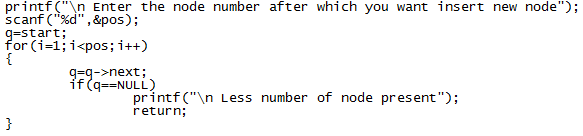 printf("\n Enter the node number after which you want insert new node");
scanf("%d",&pos);
q=start;
for(i=1;i<pos;i++)
{
q=q->next;
if(q==NULL)
printf("\n Less number of node present");
return;
}